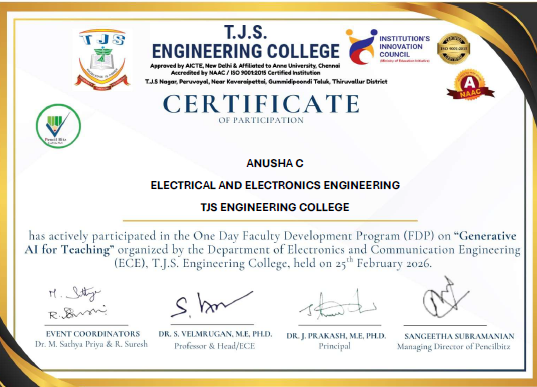 T.J.S.
ENGINEERING COLLEGE
Approved by AICTE, New Delhi & Affiliated to Anna University, Chennai
Accredited by NAAC / ISO 9001:2015 Certified Institution
T.J.S Nagar, Peruvoyal, Near Kavaraipettai, Gummidipoondi Taluk, Thiruvallur District
TJS
INSTITUTION'S
INNOVATION
COUNCIL
(Ministry of Education Initiative)
ISO 9001:2015
A
NAAC
CERTIFICATE
OF PARTICIPATION
Pencil Bitz
ANUSHA C
ELECTRICAL AND ELECTRONICS ENGINEERING
TJS ENGINEERING COLLEGE
has actively participated in the One Day Faculty Development Program (FDP) on “Generative
AI for Teaching” organized by the Department of Electronics and Communication Engineering
(ECE), T.J.S. Engineering College, held on 25th February 2026.
EVENT COORDINATORS
Dr. M. Sathya Priya & R. Suresh
DR. S. VELMRUGAN, M.E, PH.D.
Professor & Head/ECE
DR. J. PRAKASH, M.E, PH.D.
Principal
SANGEETHA SUBRAMANIAN
Managing Director of Pencilbitz